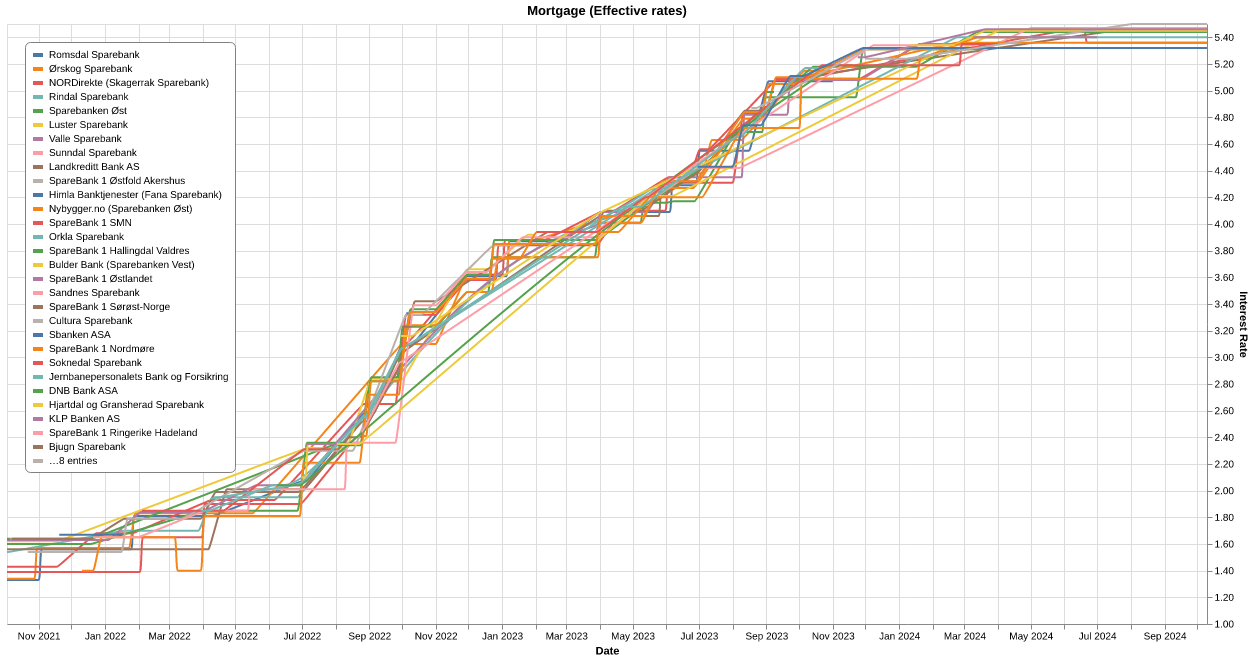 Mortgage (Effective rates)
Romsdal Sparebank
Ørskog Sparebank
NORDirekte (Skagerrak Sparebank)
Rindal Sparebank
Sparebanken Øst
Luster Sparebank
Valle Sparebank
Sunndal Sparebank
Landkreditt Bank AS
SpareBank 1 Østfold Akershus
Himla Banktjenester (Fana Sparebank)
Nybygger.no (Sparebanken Øst)
SpareBank 1 SMN
Orkla Sparebank
SpareBank 1 Hallingdal Valdres
Bulder Bank (Sparebanken Vest)
SpareBank 1 Østlandet
Sandnes Sparebank
SpareBank 1 Sørøst-Norge
Cultura Sparebank
Sbanken ASA
SpareBank 1 Nordmøre
Soknedal Sparebank
Jernbanepersonalets Bank og Forsikring
DNB Bank ASA
Hjartdal og Gransherad Sparebank
KLP Banken AS
SpareBank 1 Ringerike Hadeland
Bjugn Sparebank
…8 entries
5.40
5.20
5.00
4.80
4.60
4.40
4.20
4.00
3.80
3.60
3.40
3.20
3.00
2.80
2.60
2.40
2.20
2.00
1.80
1.60
1.40
1.20
1.00
Interest Rate
Nov 2021 Jan 2022 Mar 2022 May 2022 Jul 2022 Sep 2022 Nov 2022 Jan 2023 Mar 2023 May 2023 Jul 2023 Sep 2023 Nov 2023 Jan 2024 Mar 2024 May 2024 Jul 2024 Sep 2024
Date